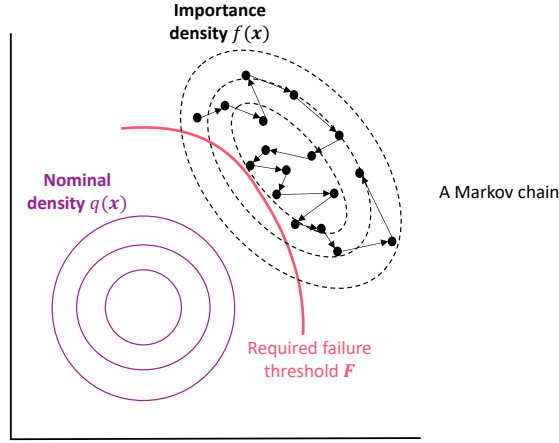 Importance
density f(x)
A Markov chain
Nominal
density q(x)
Required failure
threshold F